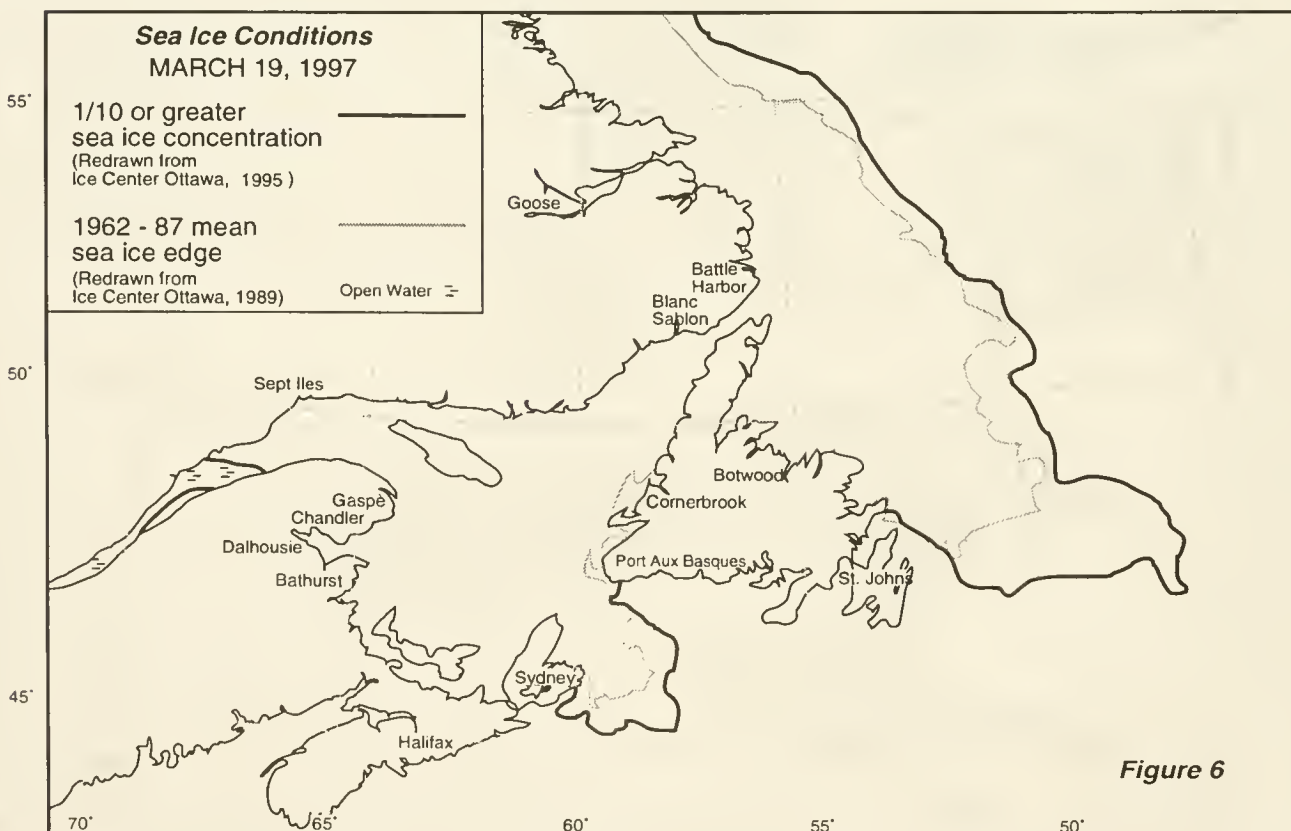 Sea Ice Conditions
MARCH 19, 1997
1/10 or greater
sea ice concentration
(Redrawn from
Ice Center Ottawa, 1995 )
1962 - 87 mean
sea ice edge
(Redrawn from
Ice Center Ottawa, 1989)
Open Water
55°
50°
45°
Goose
Battle
Harbor
Blanc
Sablon
Sept Iles
Botwood
Cornerbrook
Gaspè
Chandler
Dalhousie
Bathurst
Port Aux Basques
St. Johns
Sydney
Halifax
Figure 6
70°
65°
60°
55°
50°